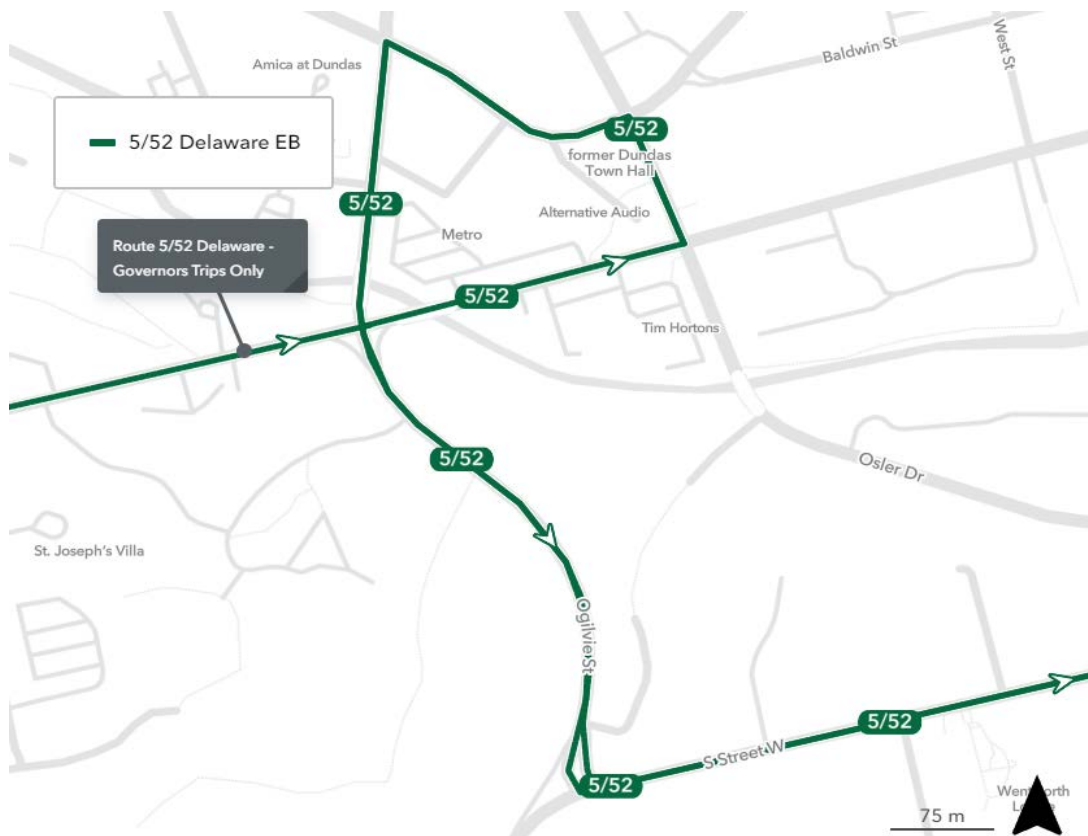 Baldwin St
West St
Amica at Dundas
5/52 Delaware EB
5/52
former Dundas
Town Hall
5/52
Alternative Audio
Metro
Route 5/52 Delaware -
Governors Trips Only
5/52
Tim Hortons
5/52
Osler Dr
St. Joseph's Villa
Ogilvie St
5/52
S Street W
5/52
75 m